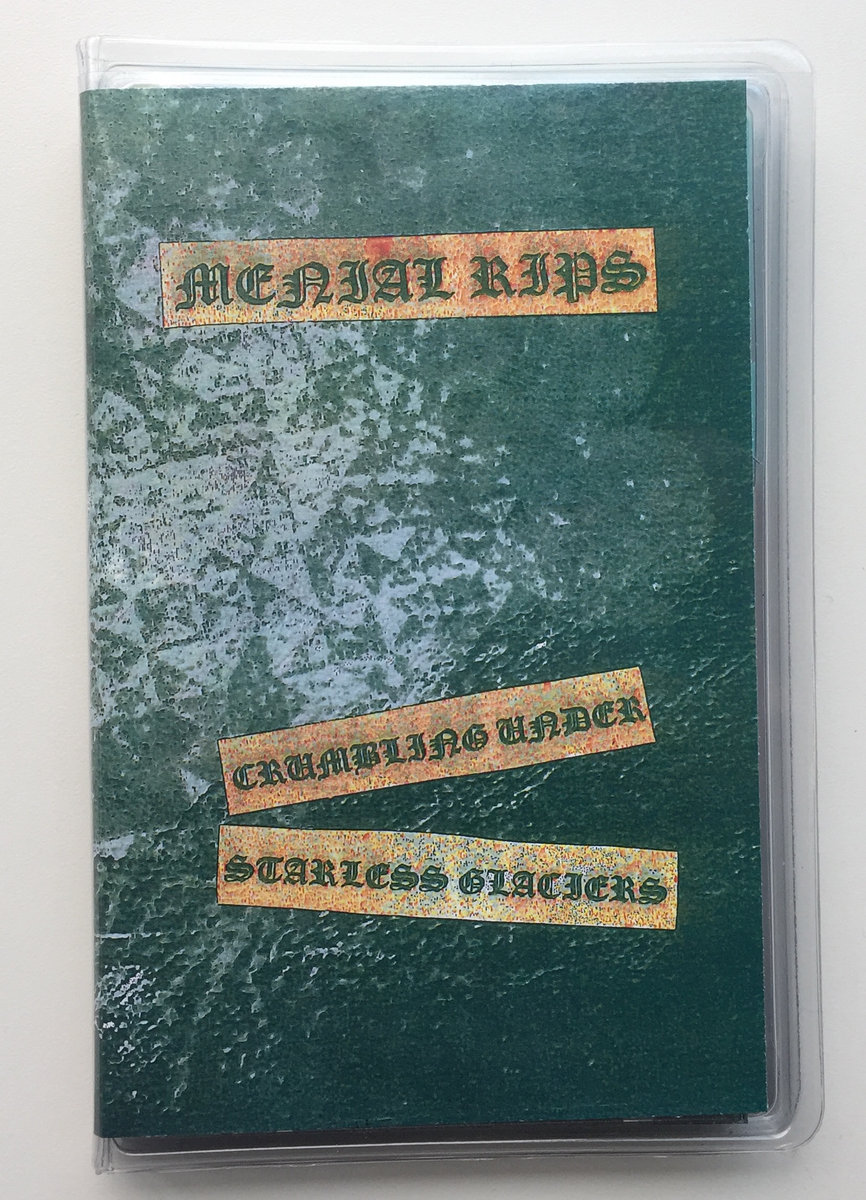 MENIAL RIPS
CRUMBLING UNDER
STARLESS GLACIERS